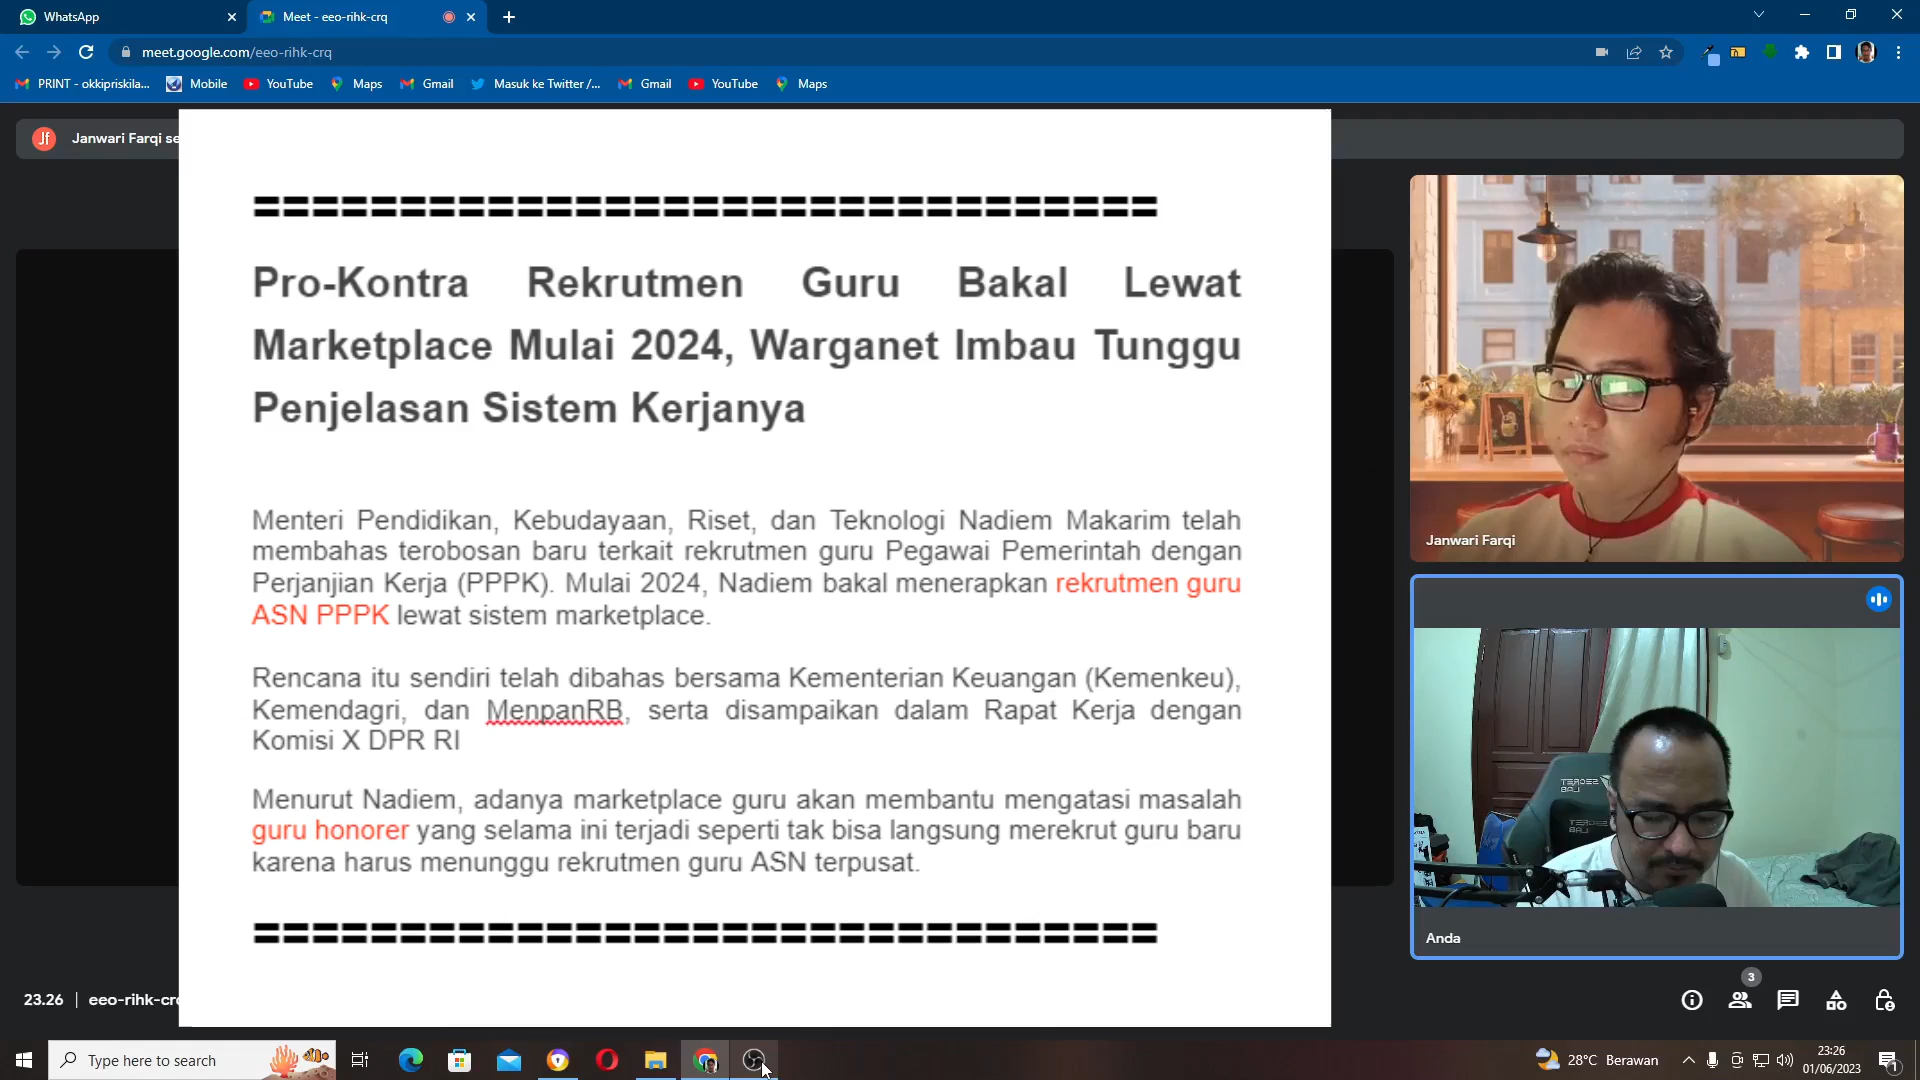 WhatsApp
Meet - eeo-rihk-crq
meet.google.com/eeo-rihk-crq
PRINT - okkipriskila...
Mobile
YouTube
Maps
Gmail
Masuk ke Twitter /...
Gmail
YouTube
Maps
Jf
Janwari Farqi se
==============================
Pro-Kontra Rekrutmen Guru Bakal Lewat
Marketplace Mulai 2024, Warganet Imbau Tunggu
Penjelasan Sistem Kerjanya
Menteri Pendidikan, Kebudayaan, Riset, dan Teknologi Nadiem Makarim telah
membahas terobosan baru terkait rekrutmen guru Pegawai Pemerintah dengan
Perjanjian Kerja (PPPK). Mulai 2024, Nadiem bakal menerapkan rekrutmen guru
ASN PPPK lewat sistem marketplace.
Rencana itu sendiri telah dibahas bersama Kementerian Keuangan (Kemenkeu),
Kemendagri, dan MenpanRB, serta disampaikan dalam Rapat Kerja dengan
Komisi X DPR RI
Menurut Nadiem, adanya marketplace guru akan membantu mengatasi masalah
guru honorer yang selama ini terjadi seperti tak bisa langsung merekrut guru baru
karena harus menunggu rekrutmen guru ASN terpusat.
===============================
Janwari Farqi
Anda
23.26 | eeo-rihk-crq
3
Type here to search
28°C Berawan
23:26
01/06/2023
1